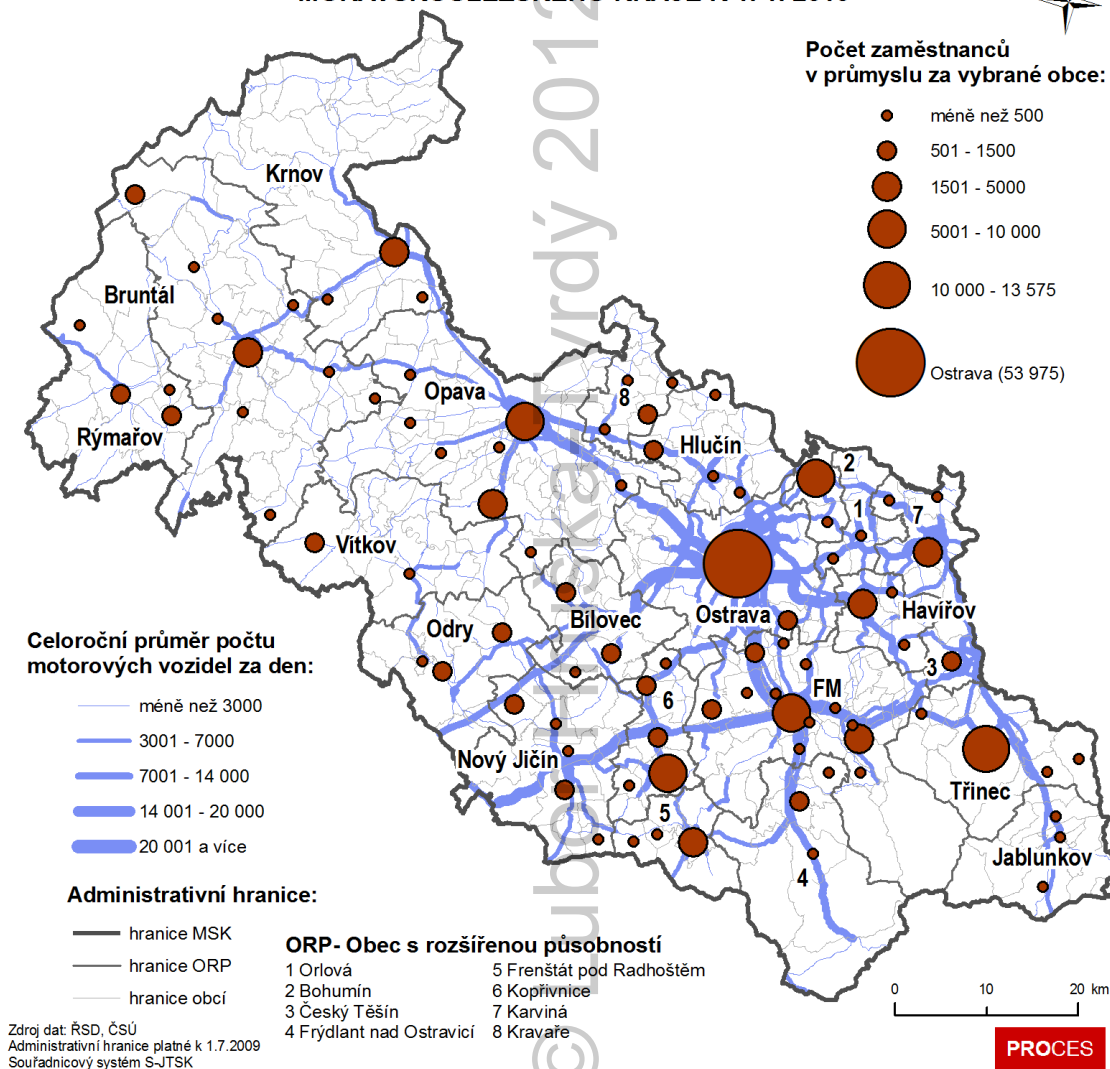 Počet zaměstnanců
v průmyslu za vybrané obce:
méně než 500
501 - 1500
1501 - 5000
5001 - 10 000
10 000 - 13 575
Ostrava (53 975)
Krnov
Bruntál
Rýmařov
Opava
8
Hlučín
2
1
7
Vítkov
Ostrava
Havířov
Bílovec
Odry
3
FM
6
Nový Jičín
Třinec
5
Jablunkov
4
Celoroční průměr počtu
motorových vozidel za den:
méně než 3000
3001 - 7000
7001 - 14 000
14 001 - 20 000
20 001 a více
Administrativní hranice:
hranice MSK
hranice ORP
hranice obcí
ORP- Obec s rozšířenou působností
1 Orlová
2 Bohumín
3 Český Těšín
4 Frýdlant nad Ostravicí
5 Frenštát pod Radhoštěm
6 Kopřivnice
7 Karviná
8 Kravaře
0 10 20 km
Zdroj dat: ŘSD, ČSÚ
Administrativní hranice platné k 1.7.2009
Souřadnicový systém S-JTSK
PROCES